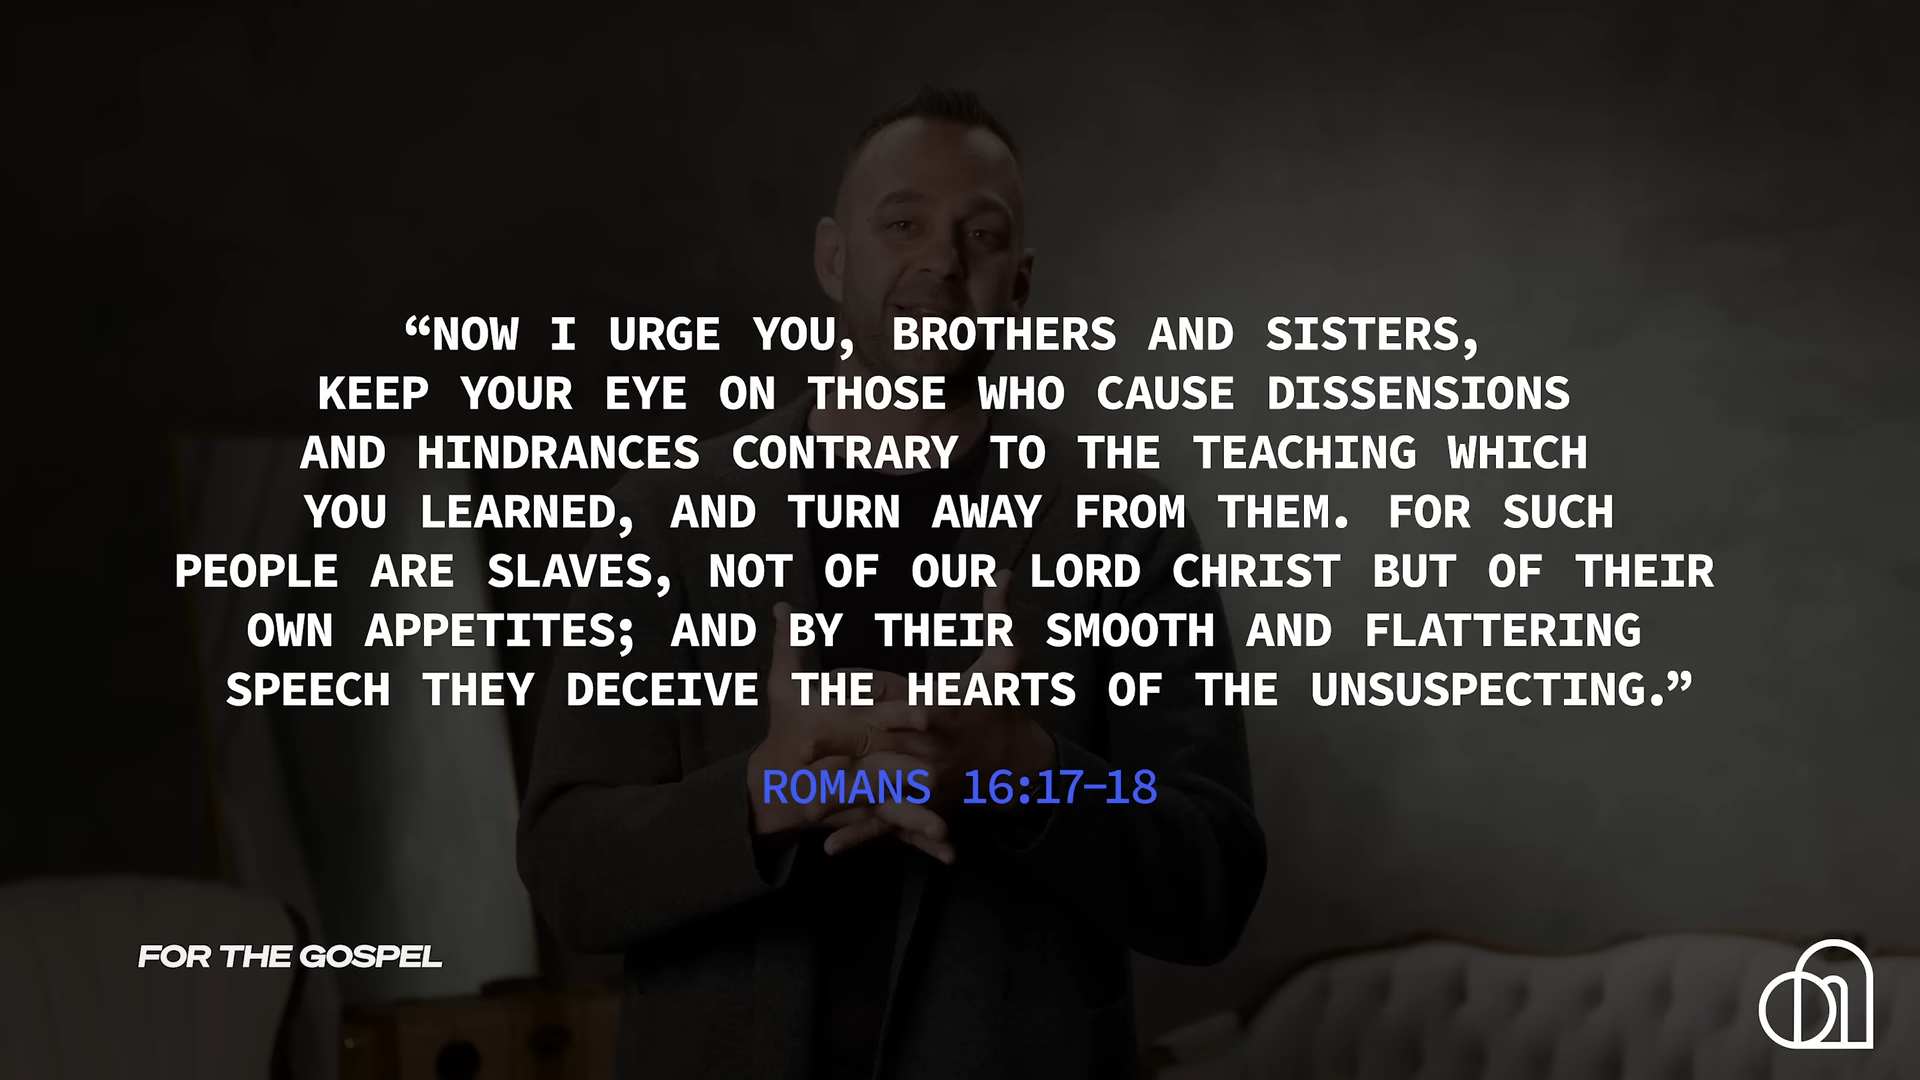 “NOW I URGE YOU, BROTHERS AND SISTERS,
KEEP YOUR EYE ON THOSE WHO CAUSE DISSENSIONS
AND HINDRANCES CONTRARY TO THE TEACHING WHICH
YOU LEARNED, AND TURN AWAY FROM THEM. FOR SUCH
PEOPLE ARE SLAVES, NOT OF OUR LORD CHRIST BUT OF THEIR
OWN APPETITES; AND BY THEIR SMOOTH AND FLATTERING
SPEECH THEY DECEIVE THE HEARTS OF THE UNSUSPECTING.”
ROMANS 16:17–18
FOR THE GOSPEL